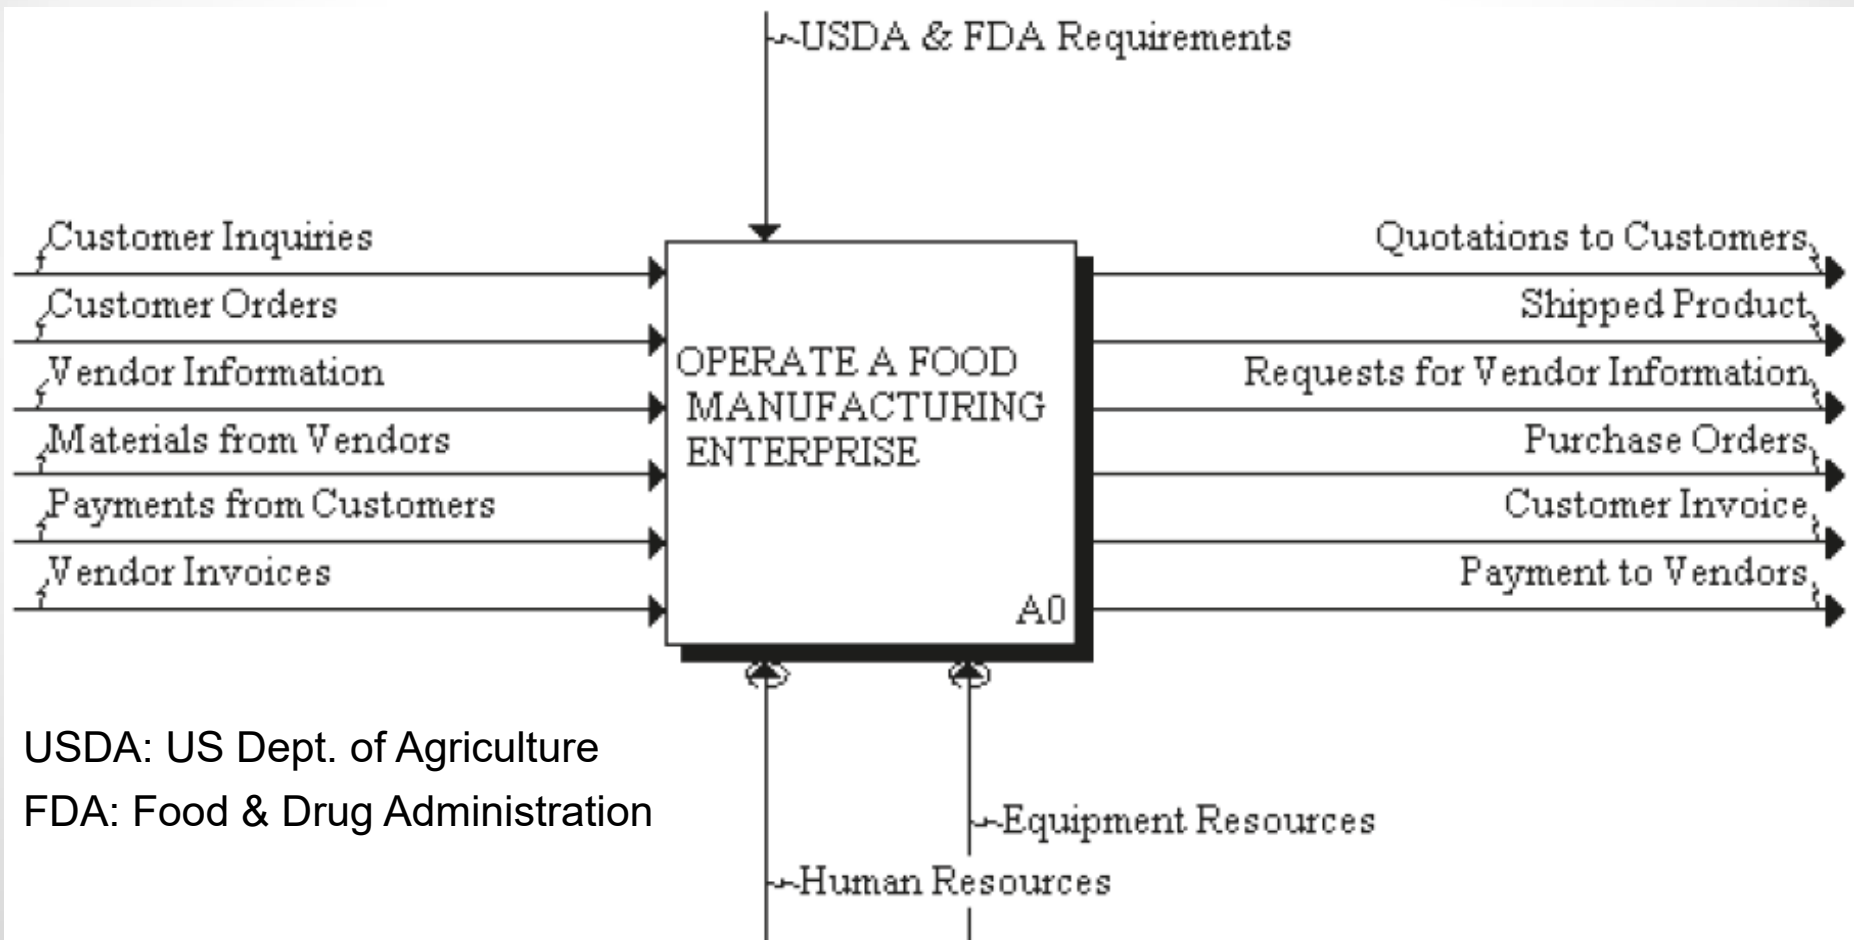 USDA & FDA Requirements
Customer Inquiries
Customer Orders
Vendor Information
Materials from Vendors
Payments from Customers
Vendor Invoices
OPERATE A FOOD
MANUFACTURING
ENTERPRISE
A0
Quotations to Customers
Shipped Product
Requests for Vendor Information
Purchase Orders
Customer Invoice
Payment to Vendors
USDA: US Dept. of Agriculture
FDA: Food & Drug Administration
Equipment Resources
Human Resources